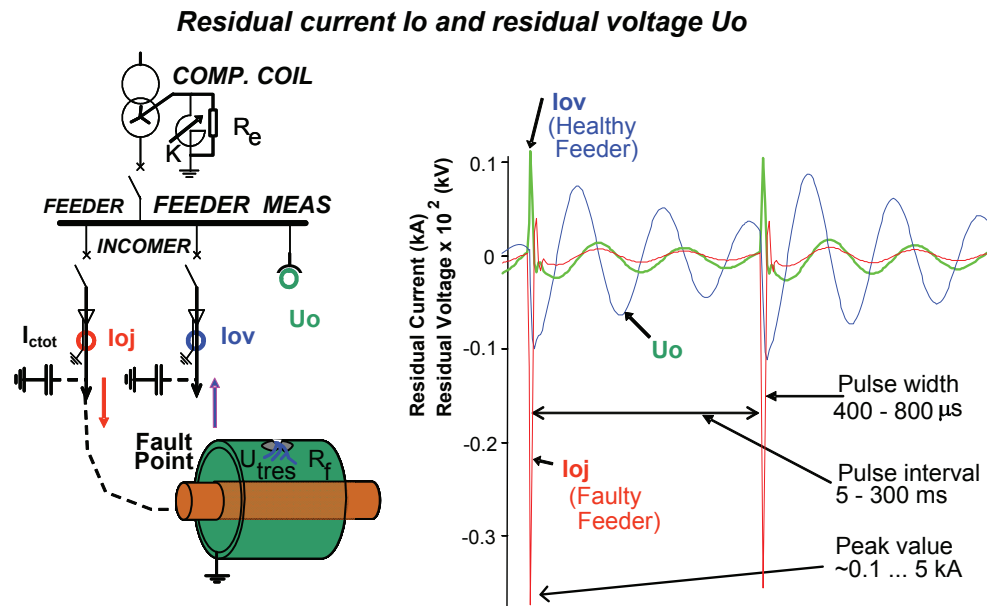 Residual current Io and residual voltage Uo
COMP. COIL
Re
K
FEEDER
FEEDER MEAS
INCOMER
Uo
Ictot
Ioj
Iov
Fault
Point
Utres
Rf
Residual Current (kA)
Residual Voltage x 10 2 (kV)
0.1
0
-0.1
-0.2
-0.3
Iov
(Healthy
Feeder)
Uo
Pulse width
400 - 800 µs
Pulse interval
5 - 300 ms
Ioj
(Faulty
Feeder)
Peak value
~0.1 ... 5 kA